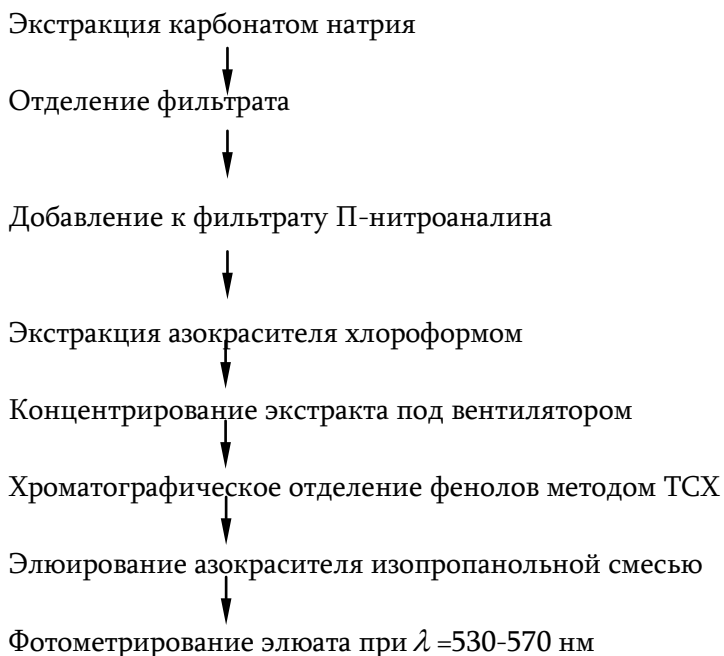 Экстракция карбонатом натрия
Отделение фильтрата
Добавление к фильтрату П-нитроаналина
Экстракция азокрасителя хлороформом
Концентрирование экстракта под вентилятором
Хроматографическое отделение фенолов методом ТСХ
Элюирование азокрасителя изопропанольной смесью
Фотометрирование элюата при λ =530-570 нм